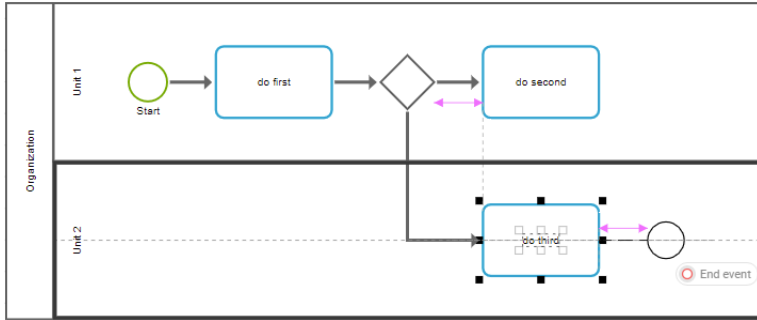 Organization
Unit 1
Start
do first
do second
Unit 2
do third
End event